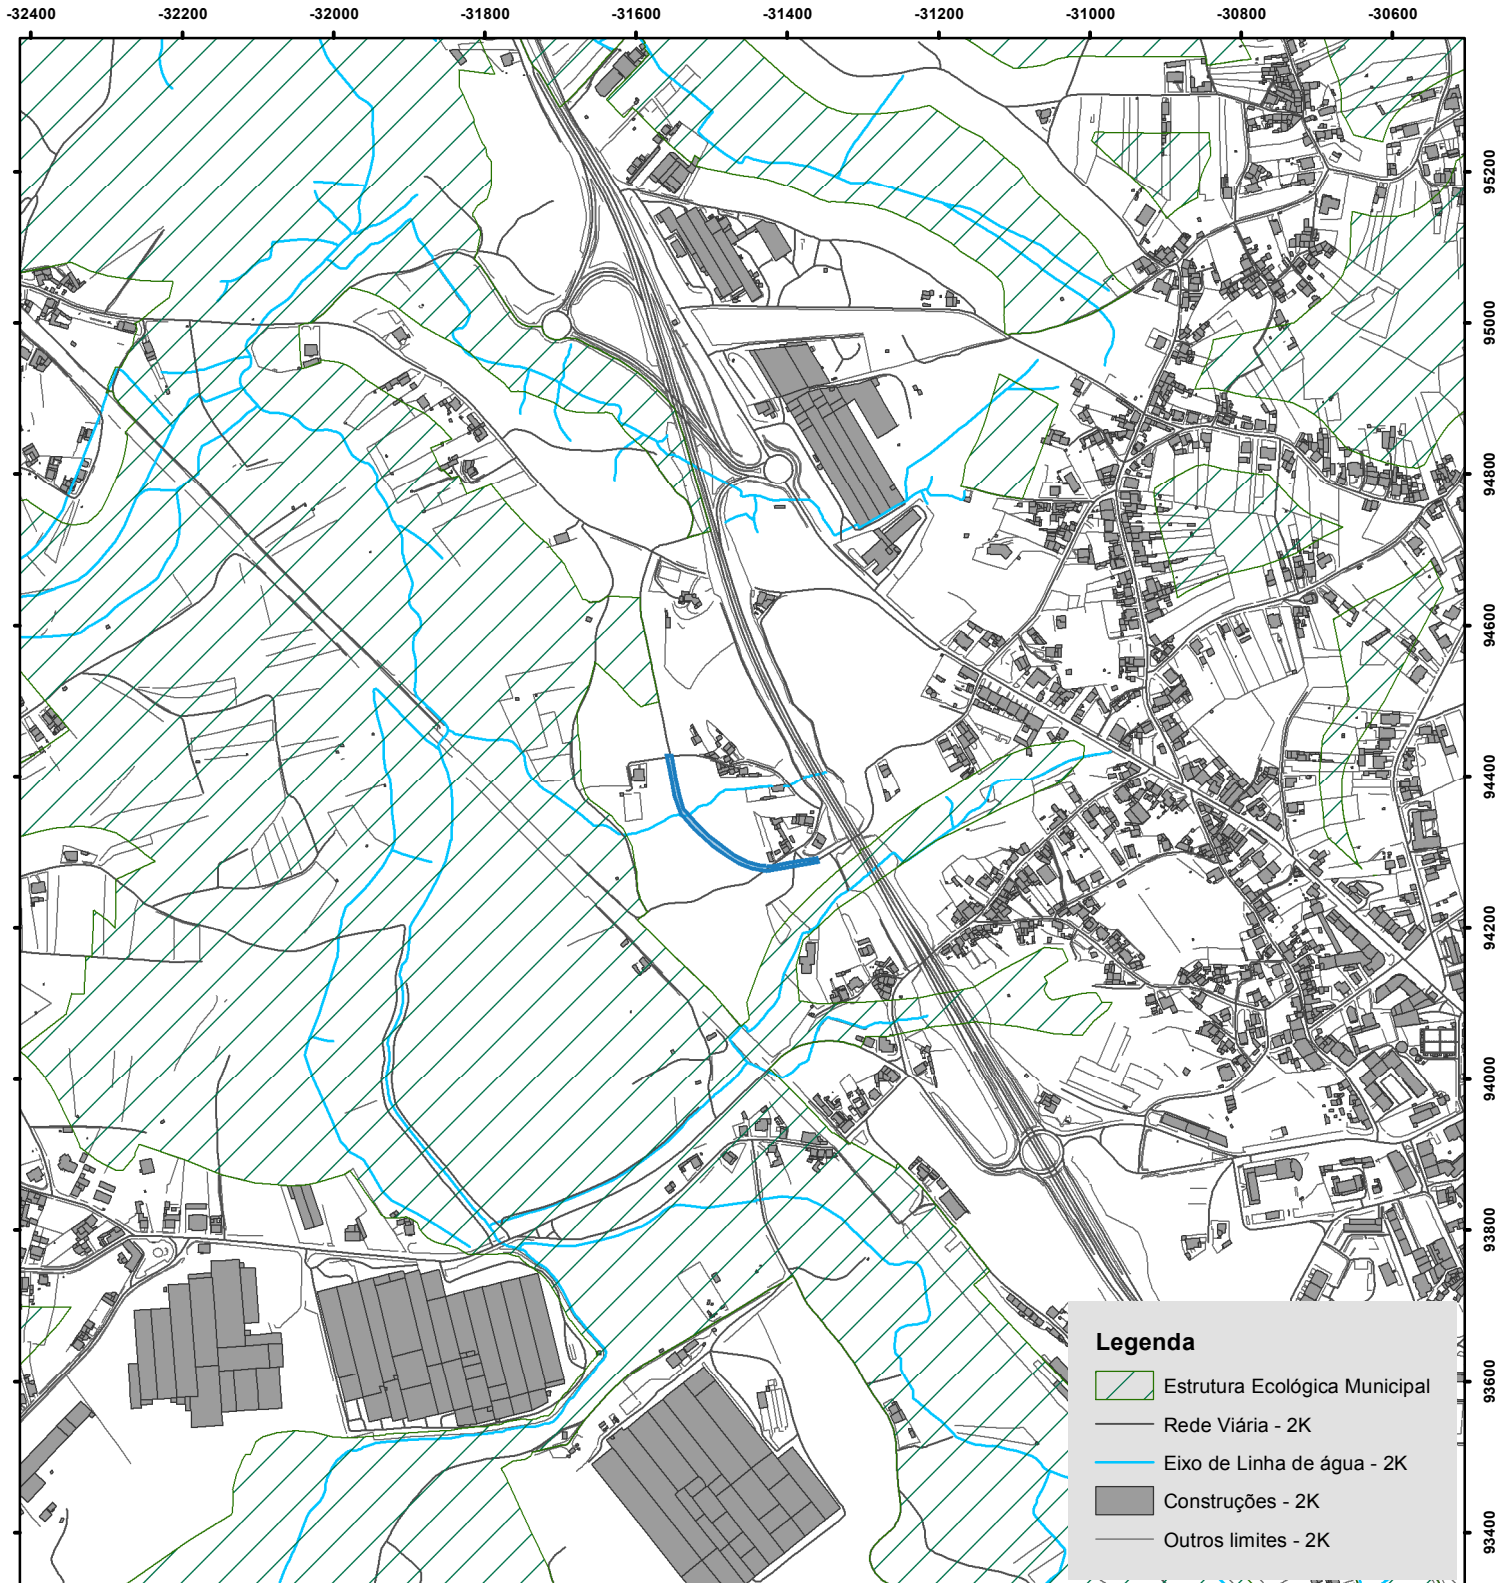 -32400 -32200 -32000 -31800 -31600 -31400 -31200 -31000 -30800 -30600
95200
95000
94800
94600
94400
94200
94000
93800
93600
93400
Legenda
Estrutura Ecológica Municipal
Rede Viária - 2K
Eixo de Linha de água - 2K
Construções - 2K
Outros limites - 2K